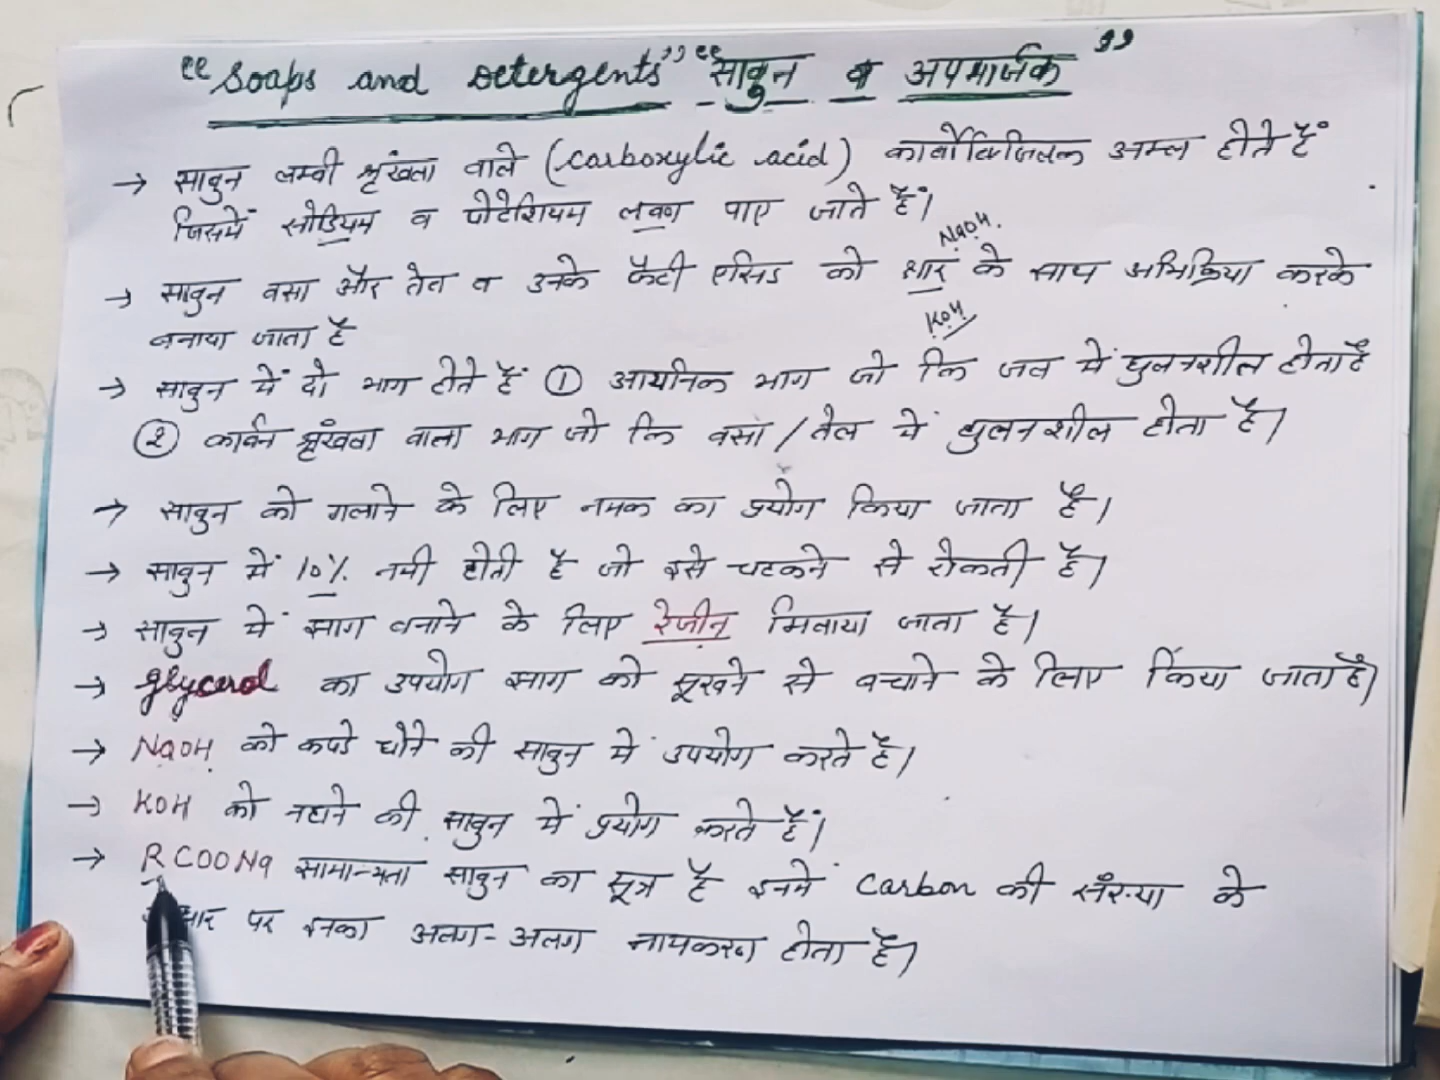 “Soaps and Detergents” “साबुन व अपमार्जक”
→ साबुन लम्बी श्रृंखला वाले (carboxylic acid) कार्बोक्जिलिक अम्ल होते हैं
जिसमें सोडियम व पोटेशियम लवण पाए जाते हैं।
NaOH.
→ साबुन वसा और तेल व उनके फैटी एसिड को क्षार के साथ अभिक्रिया करके
KOH
बनाया जाता है
→ साबुन में दो भाग होते हैं ① आयनिक भाग जो कि जल में घुलनशील होता है
② कार्बन श्रृंखला वाला भाग जो कि वसा / तेल में घुलनशील होता है।
→ साबुन को गलाने के लिए नमक का प्रयोग किया जाता है।
→ साबुन में 10% नमी होती है जो इसे चटकने से रोकती है।
→ साबुन में झाग बनाने के लिए रेजीन मिलाया जाता है।
→ glycerol का उपयोग झाग को सूखने से बचाने के लिए किया जाता है।
→ NaOH को कपडे धोने की साबुन में उपयोग करते है।
→ KOH को नहाने की साबुन में प्रयोग करते हैं।
→ RCOONa सामान्यता साबुन का सूत्र है इनमें Carbon की संख्या के
पर इनका अलग-अलग नामकरण होता है।